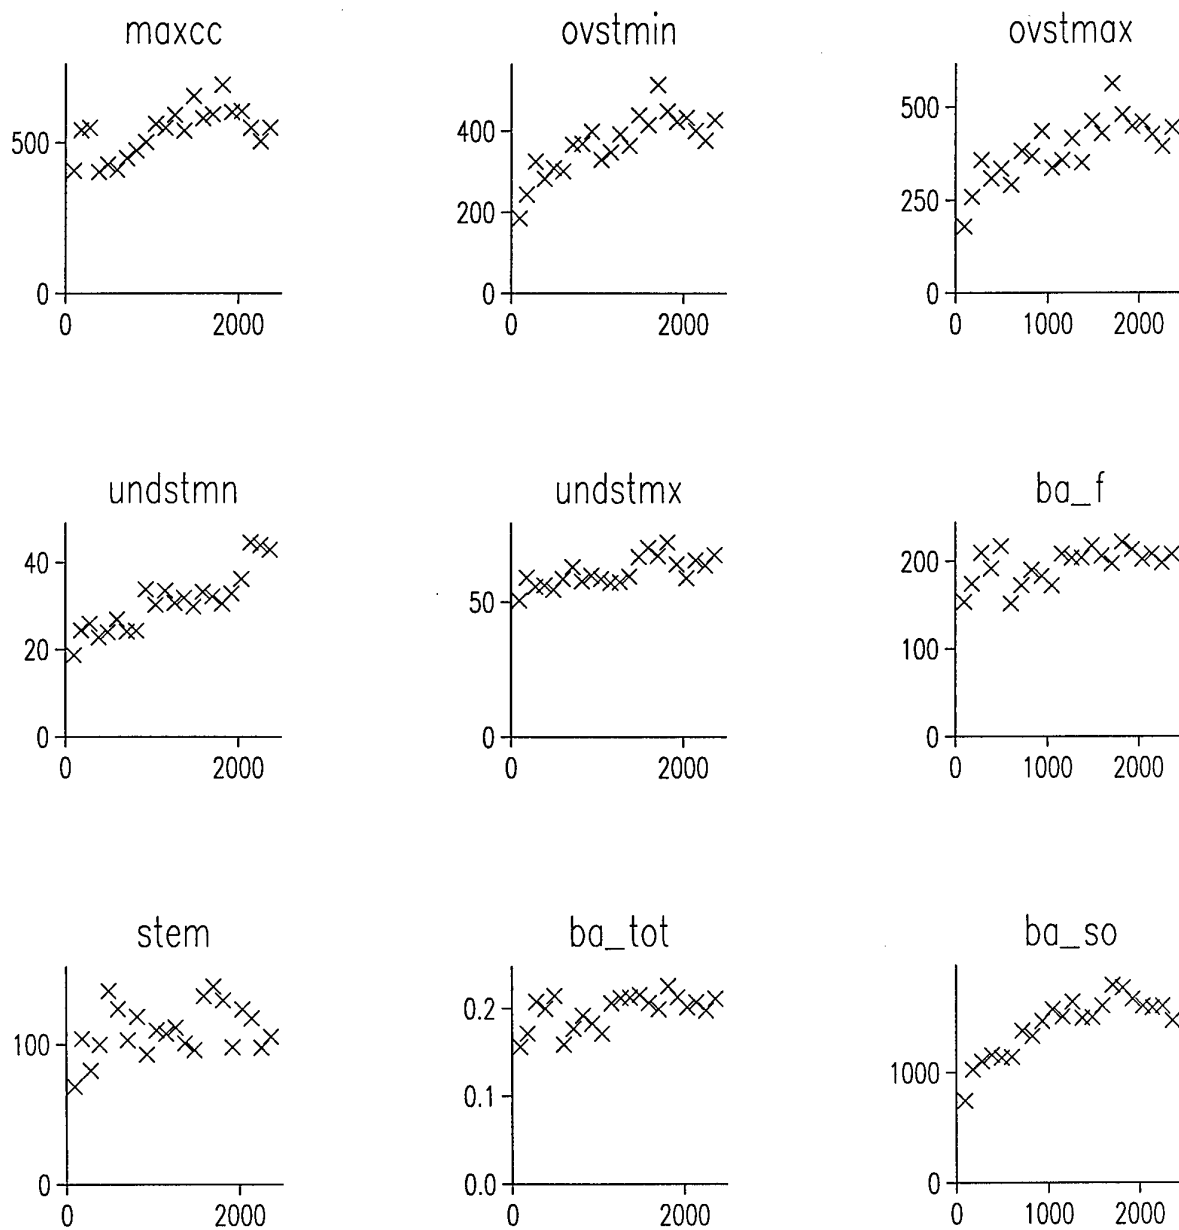 maxcc ovstmin ovstmax
500 400 500
200 250
0 0 0
0 2000 0 2000 0 1000 2000
undstmn undstmx ba_f
40 50 200
20 100
0 0 0
0 2000 0 2000 0 1000 2000
stem ba_tot ba_so
100 0.2 1000
0.1
0 0.0 0
0 2000 0 2000 0 1000 2000